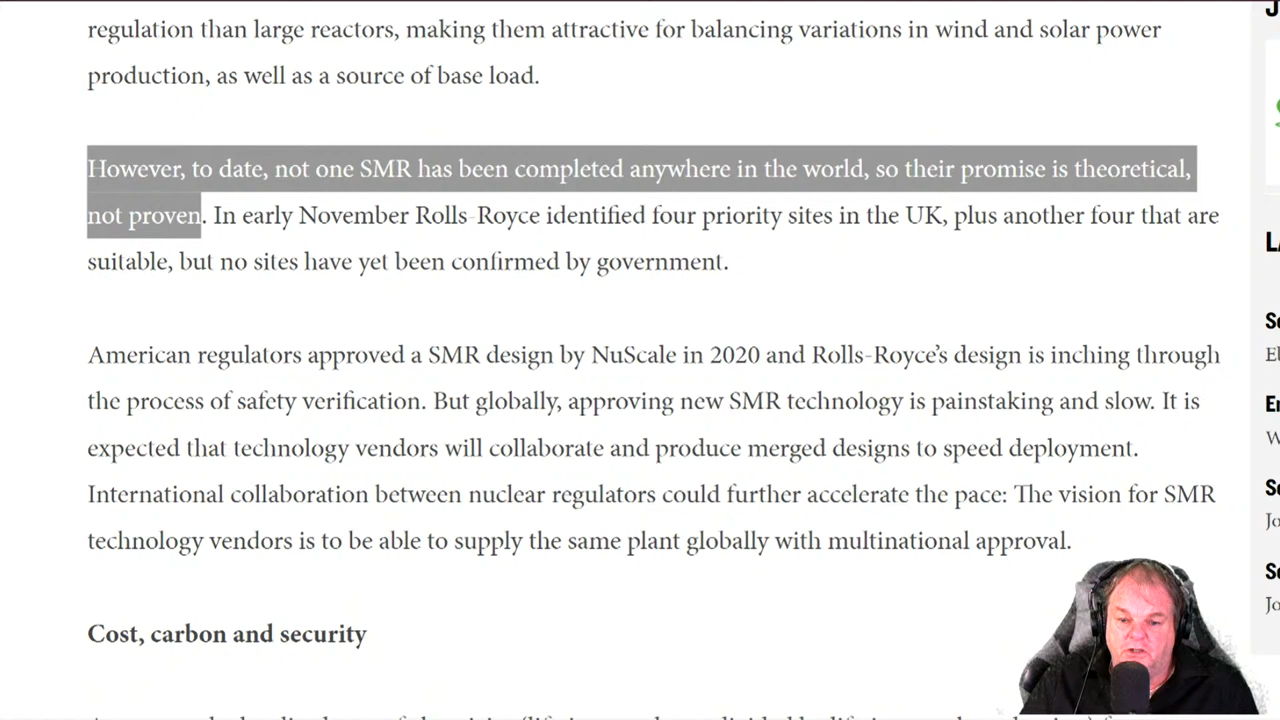 regulation than large reactors, making them attractive for balancing variations in wind and solar power
production, as well as a source of base load.
However, to date, not one SMR has been completed anywhere in the world, so their promise is theoretical,
not proven. In early November Rolls-Royce identified four priority sites in the UK, plus another four that are
suitable, but no sites have yet been confirmed by government.
American regulators approved a SMR design by NuScale in 2020 and Rolls-Royce’s design is inching through
the process of safety verification. But globally, approving new SMR technology is painstaking and slow. It is
expected that technology vendors will collaborate and produce merged designs to speed deployment.
International collaboration between nuclear regulators could further accelerate the pace: The vision for SMR
technology vendors is to be able to supply the same plant globally with multinational approval.
Cost, carbon and security